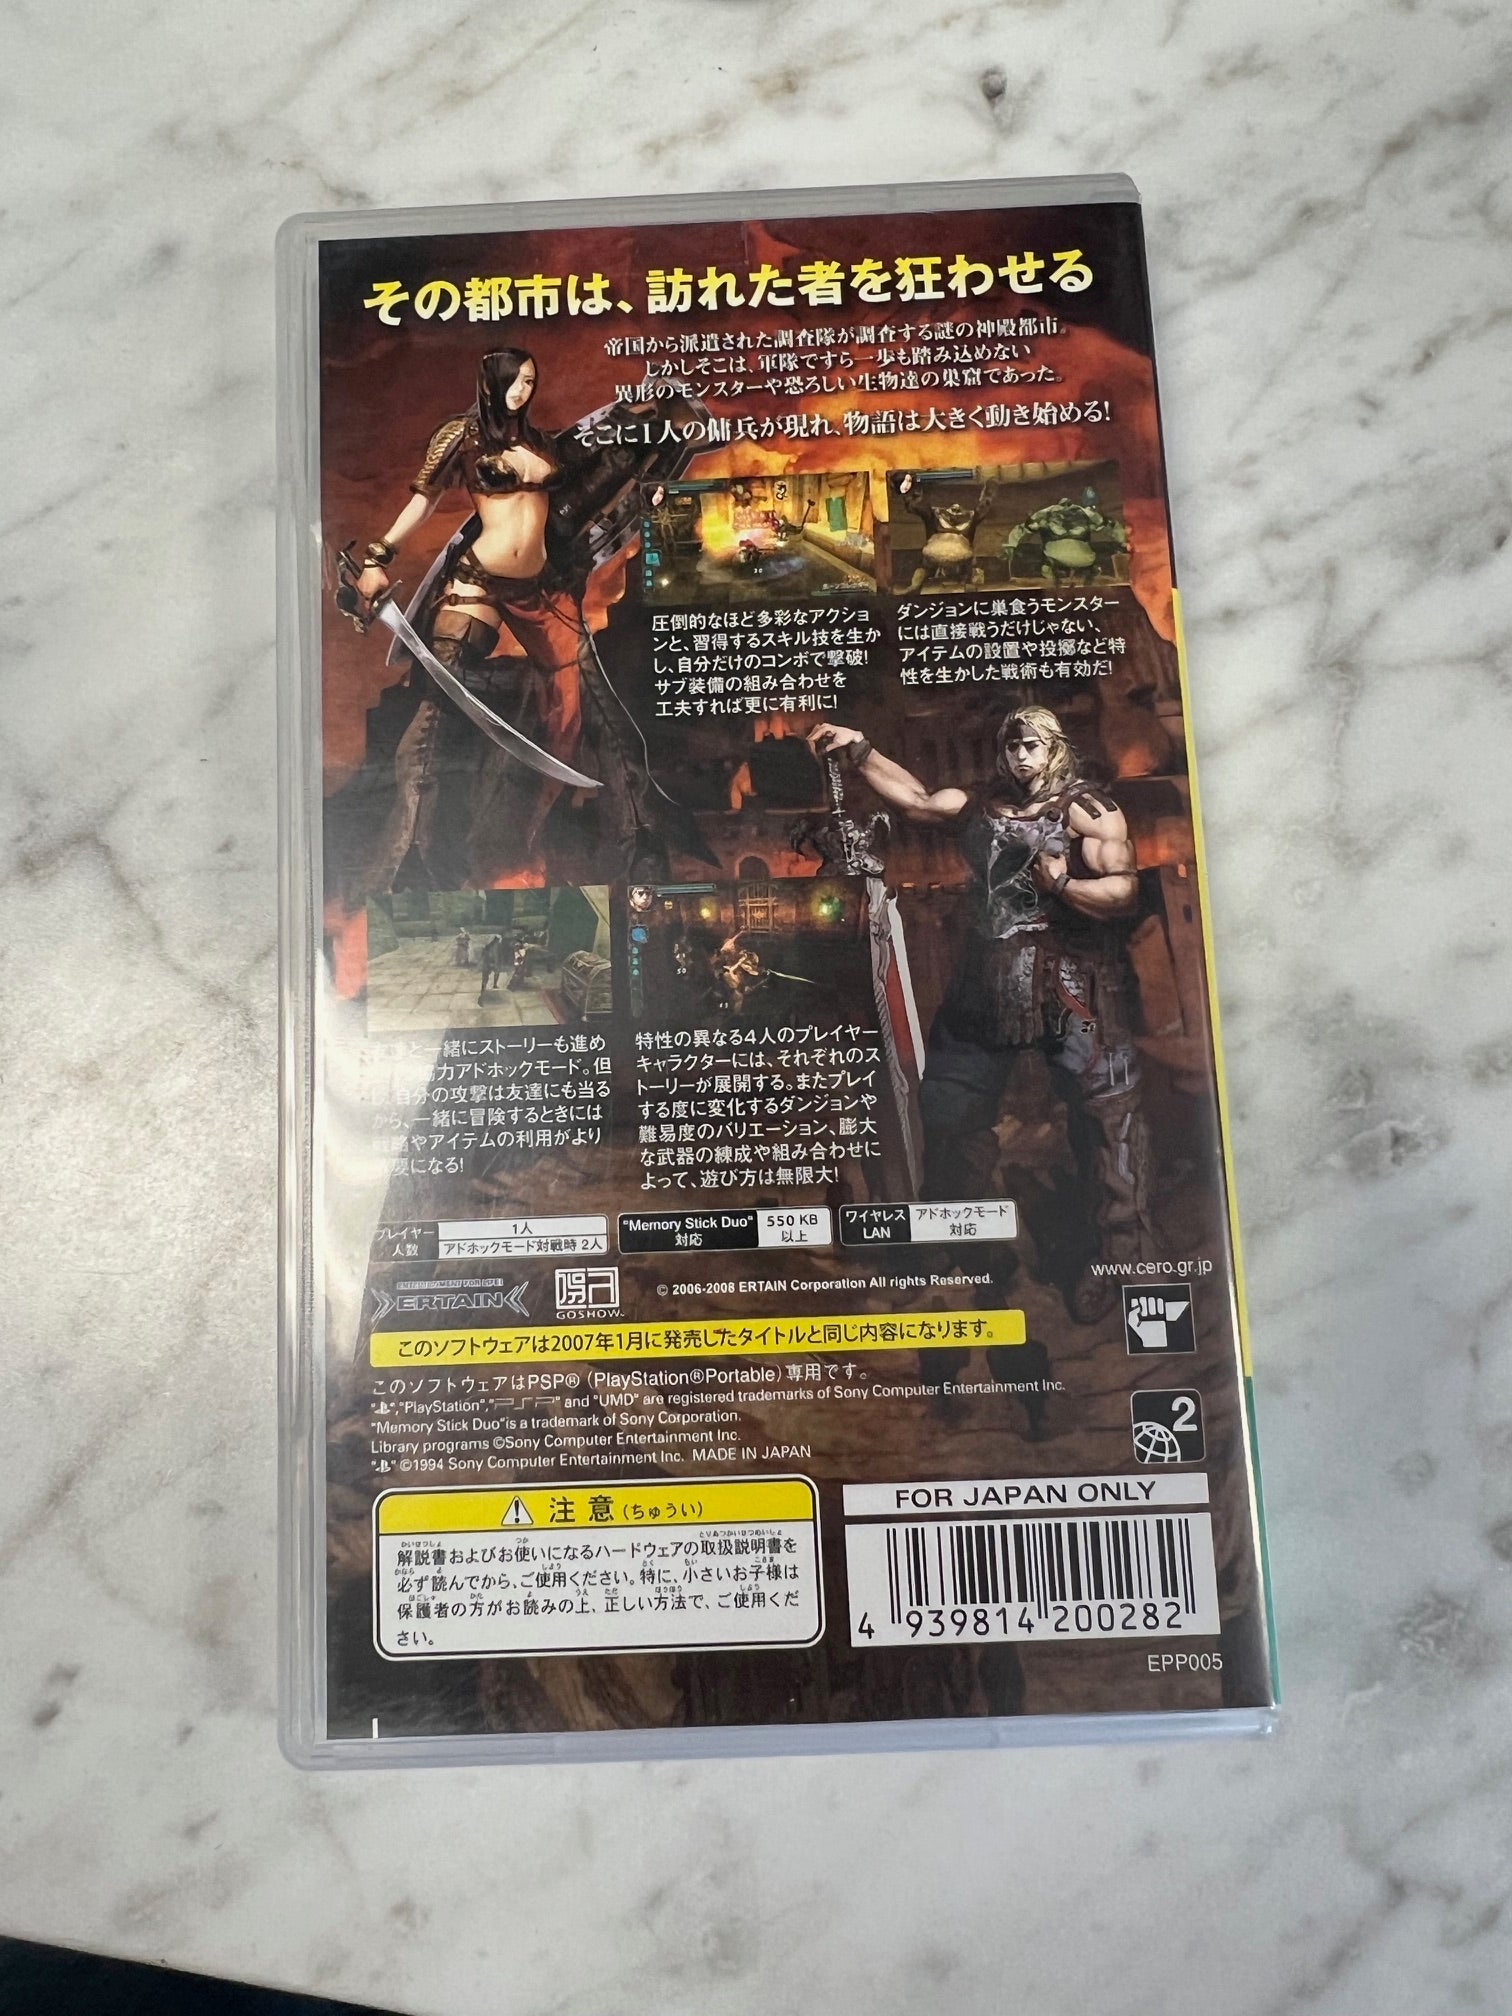 その都市は、訪れた者を狂わせる
帝国から派遣された調査隊が調査する謎の神殿都市。
しかしそこは、軍隊ですら一歩も踏み込めない
異形のモンスターや恐ろしい生物達の巣窟であった。
そこに1人の傭兵が現れ、物語は大きく動き始める!
圧倒的なほど多彩なアクショ
ンと、習得するスキル技を生か
し、自分だけのコンボで撃破!
サブ装備の組み合わせを
工夫すれば更に有利に!
ダンジョンに巣食うモンスター
には直接戦うだけじゃない、
アイテムの設置や投擲など特
性を生かした戦術も有効だ!
と一緒にストーリーも進め
力アドホックモード。但
し、自分の攻撃は友達にも当る
から、一緒に冒険するときには
戦略やアイテムの利用がより
要になる!
特性の異なる4人のプレイヤー
キャラクターには、それぞれのス
トーリーが展開する。またプレイ
する度に変化するダンジョンや
難易度のバリエーション、膨大
な武器の練成や組み合わせに
よって、遊び方は無限大!
プレイヤー
人数
1人
アドホックモード対戦時 2人
"Memory Stick Duo"
対応
550 KB
以上
ワイヤレス
LAN
アドホックモード
対応
ENTERTAINMENT FOR LIFE!
ERTAIN
GOSHOW
© 2006-2008 ERTAIN Corporation All rights Reserved.
www.cero.gr.jp
このソフトウェアは2007年1月に発売したタイトルと同じ内容になります。
このソフトウェアはPSP® (PlayStation®Portable)専用です。
"PlayStation", "PSP" and "UMD" are registered trademarks of Sony Computer Entertainment Inc.
"Memory Stick Duo"is a trademark of Sony Corporation.
Library programs ©Sony Computer Entertainment Inc.
©1994 Sony Computer Entertainment Inc. MADE IN JAPAN
2
注意(ちゅうい)
解説書およびお使いになるハードウェアの取扱説明書を
必ず読んでから、ご使用ください。特に、小さいお子様は
保護者の方がお読みの上、正しい方法で、ご使用くだ
さい。
FOR JAPAN ONLY
4 939814 200282
EPP005